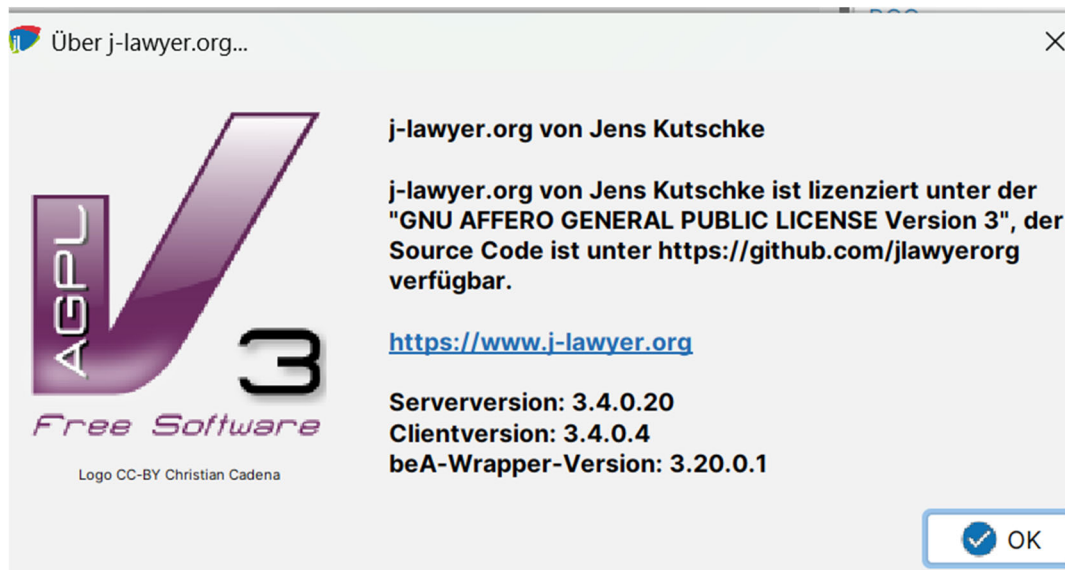 Über j-lawyer.org...
j-lawyer.org von Jens Kutschke
j-lawyer.org von Jens Kutschke ist lizenziert unter der
"GNU AFFERO GENERAL PUBLIC LICENSE Version 3", der
Source Code ist unter https://github.com/jlawyerorg
verfügbar.
https://www.j-lawyer.org
Serverversion: 3.4.0.20
Clientversion: 3.4.0.4
beA-Wrapper-Version: 3.20.0.1
AGPL
3
Free Software
Logo CC-BY Christian Cadena
OK